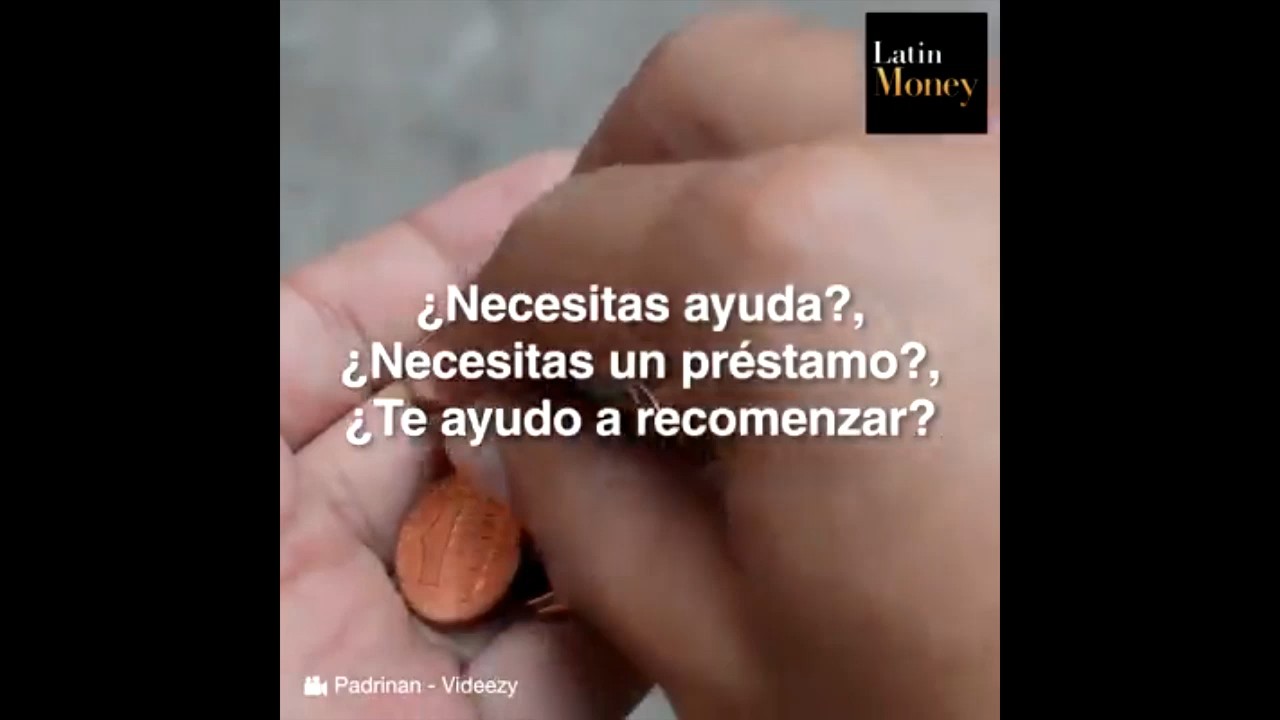 Latin
Money
¿Necesitas ayuda?,
¿Necesitas un préstamo?,
¿Te ayudo a recomenzar?
Padrinan - Videezy